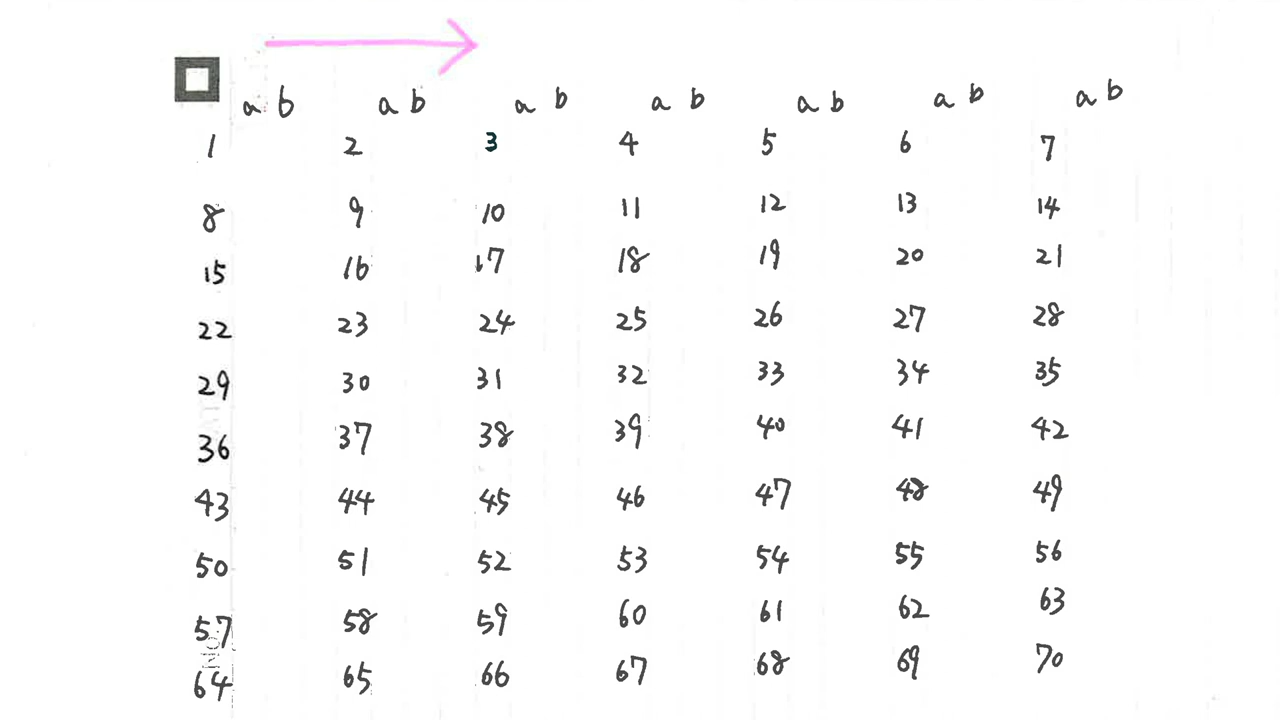 a b a b a b a b a b a b a b
1 2 3 4 5 6 7
8 9 10 11 12 13 14
15 16 17 18 19 20 21
22 23 24 25 26 27 28
29 30 31 32 33 34 35
36 37 38 39 40 41 42
43 44 45 46 47 48 49
50 51 52 53 54 55 56
57 58 59 60 61 62 63
64 65 66 67 68 69 70